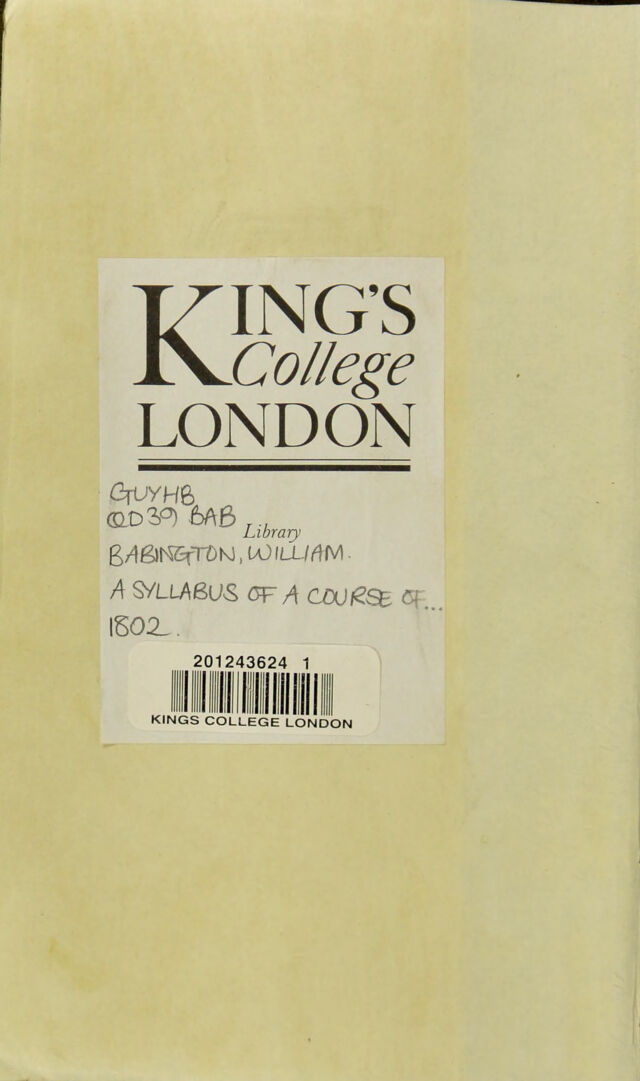 KING'S
College
LONDON
GUYHB
(QD39) BAB
Library
BABINGTON, WILLIAM.
A SYLLABUS OF A COURSE OF...
1802.
201243624 1
KINGS COLLEGE LONDON